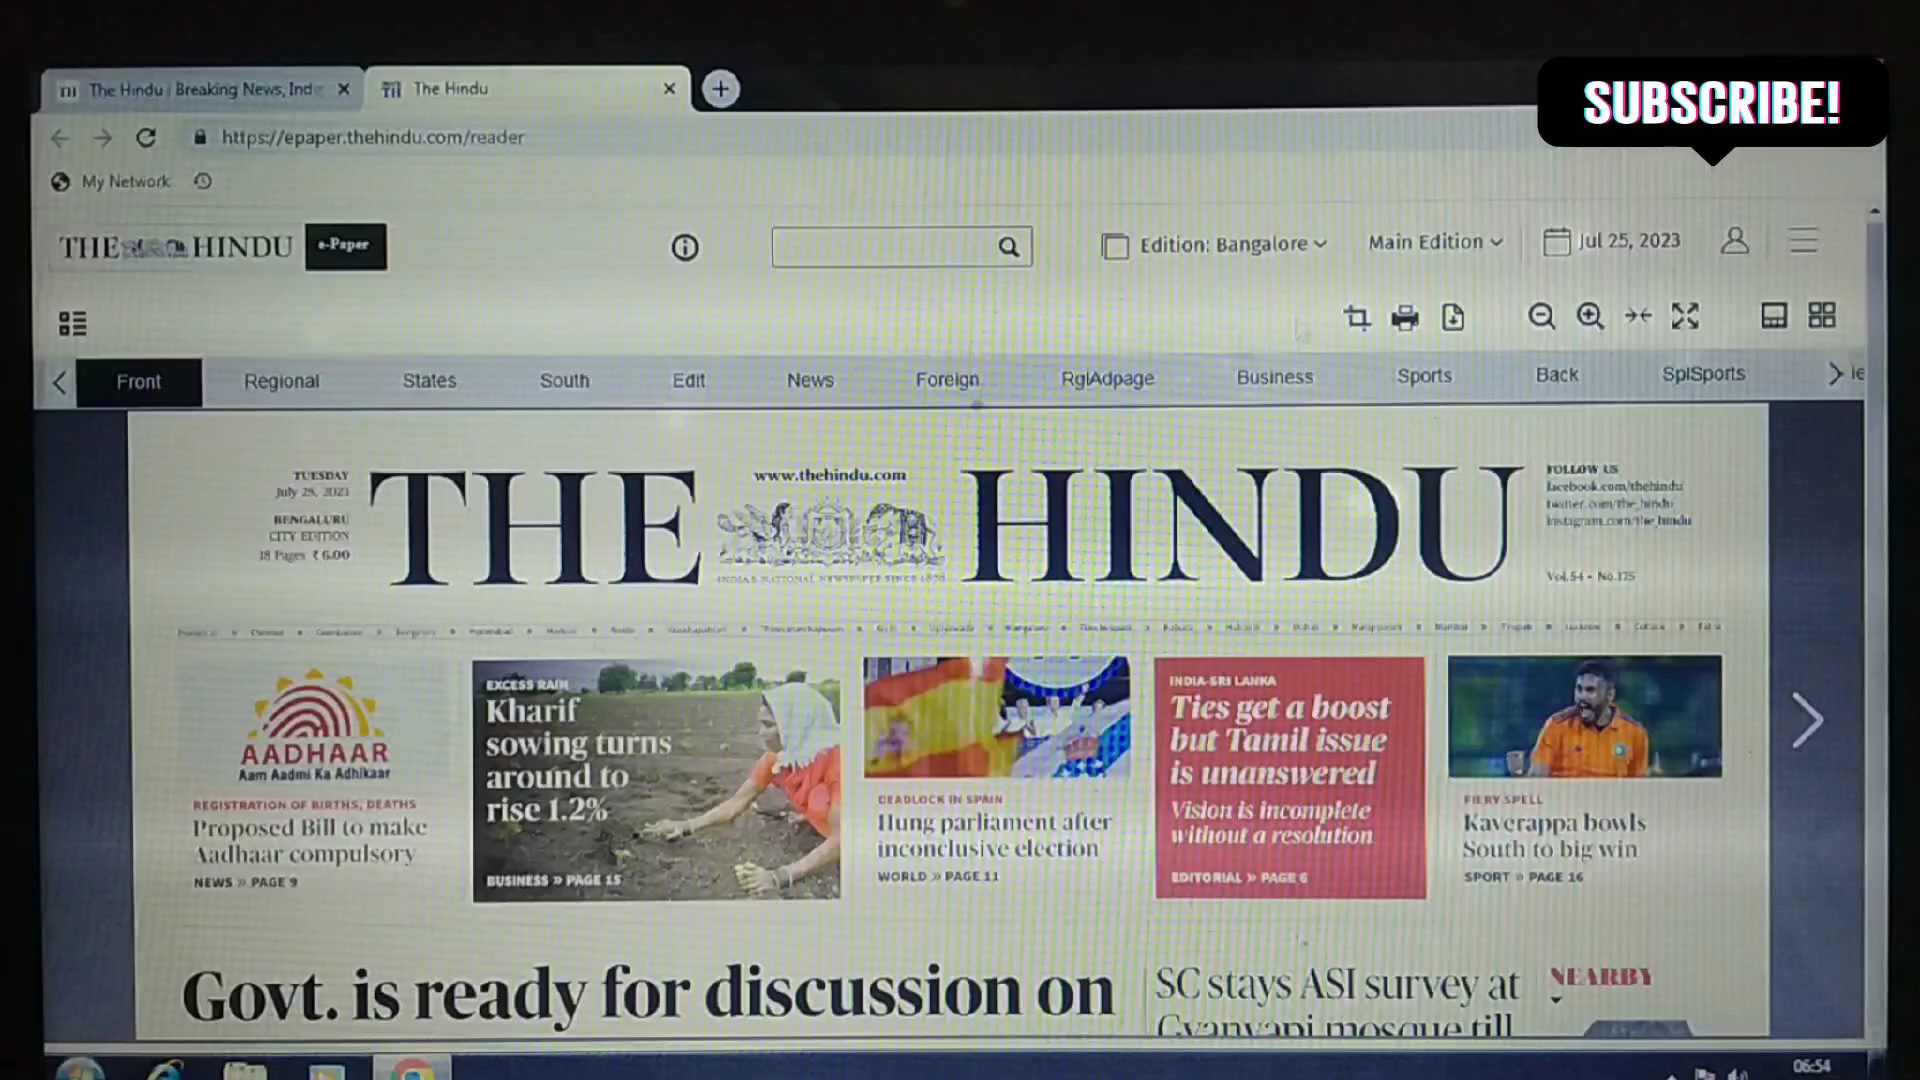 SUBSCRIBE!
The Hindu | Breaking News, Ind
The Hindu
https://epaper.thehindu.com/reader
My Network
THE HINDU e-Paper
Edition: Bangalore
Main Edition
Jul 25, 2023
Front Regional States South Edit News Foreign RglAdpage Business Sports Back SplSports
TUESDAY
July 25, 2023
BENGALURU
CITY EDITION
18 Pages ₹ 6.00
THE HINDU
www.thehindu.com
INDIA'S NATIONAL NEWSPAPER SINCE 1878
FOLLOW US
facebook.com/thehindu
twitter.com/the_hindu
instagram.com/the_hindu
Vol.54 - No.175
AADHAAR
Aam Aadmi Ka Adhikaar
REGISTRATION OF BIRTHS, DEATHS
Proposed Bill to make
Aadhaar compulsory
NEWS » PAGE 9
EXCESS RAIN
Kharif
sowing turns
around to
rise 1.2%
BUSINESS » PAGE 15
DEADLOCK IN SPAIN
Hung parliament after
inconclusive election
WORLD » PAGE 11
INDIA-SRI LANKA
Ties get a boost
but Tamil issue
is unanswered
Vision is incomplete
without a resolution
EDITORIAL » PAGE 6
FIERY SPELL
Kaverappa bowls
South to big win
SPORT » PAGE 16
Govt. is ready for discussion on
SC stays ASI survey at
Gyanvapi mosque till
NEARBY
06:54